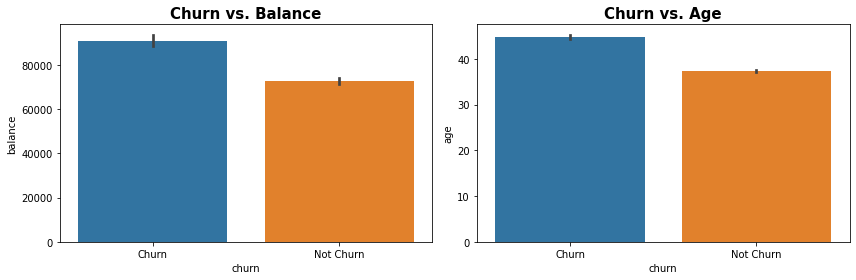 Churn vs. Balance
80000
60000
40000
20000
0
balance
Churn
Not Churn
churn
Churn vs. Age
40
30
20
10
0
age
Churn
Not Churn
churn